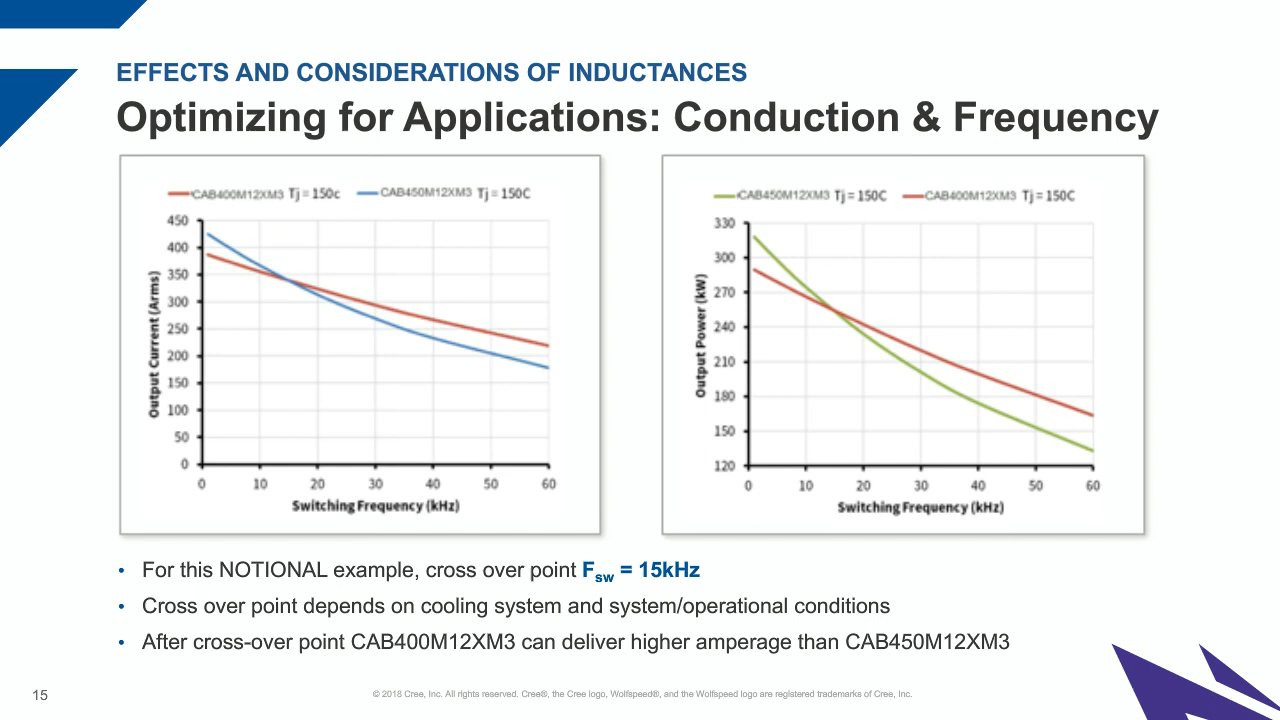 EFFECTS AND CONSIDERATIONS OF INDUCTANCES
Optimizing for Applications: Conduction & Frequency
CAB400M12XM3 Tj = 150c CAB450M12XM3 Tj = 150C
450
400
350
300
250
200
150
100
50
0
Output Current (Arms)
0 10 20 30 40 50 60
Switching Frequency (kHz)
CAB450M12XM3 Tj = 150C CAB400M12XM3 Tj = 150C
330
300
270
240
210
180
150
120
Output Power (kW)
0 10 20 30 40 50 60
Switching Frequency (kHz)
• For this NOTIONAL example, cross over point Fsw = 15kHz
• Cross over point depends on cooling system and system/operational conditions
• After cross-over point CAB400M12XM3 can deliver higher amperage than CAB450M12XM3
15
© 2018 Cree, Inc. All rights reserved. Cree®, the Cree logo, Wolfspeed®, and the Wolfspeed logo are registered trademarks of Cree, Inc.